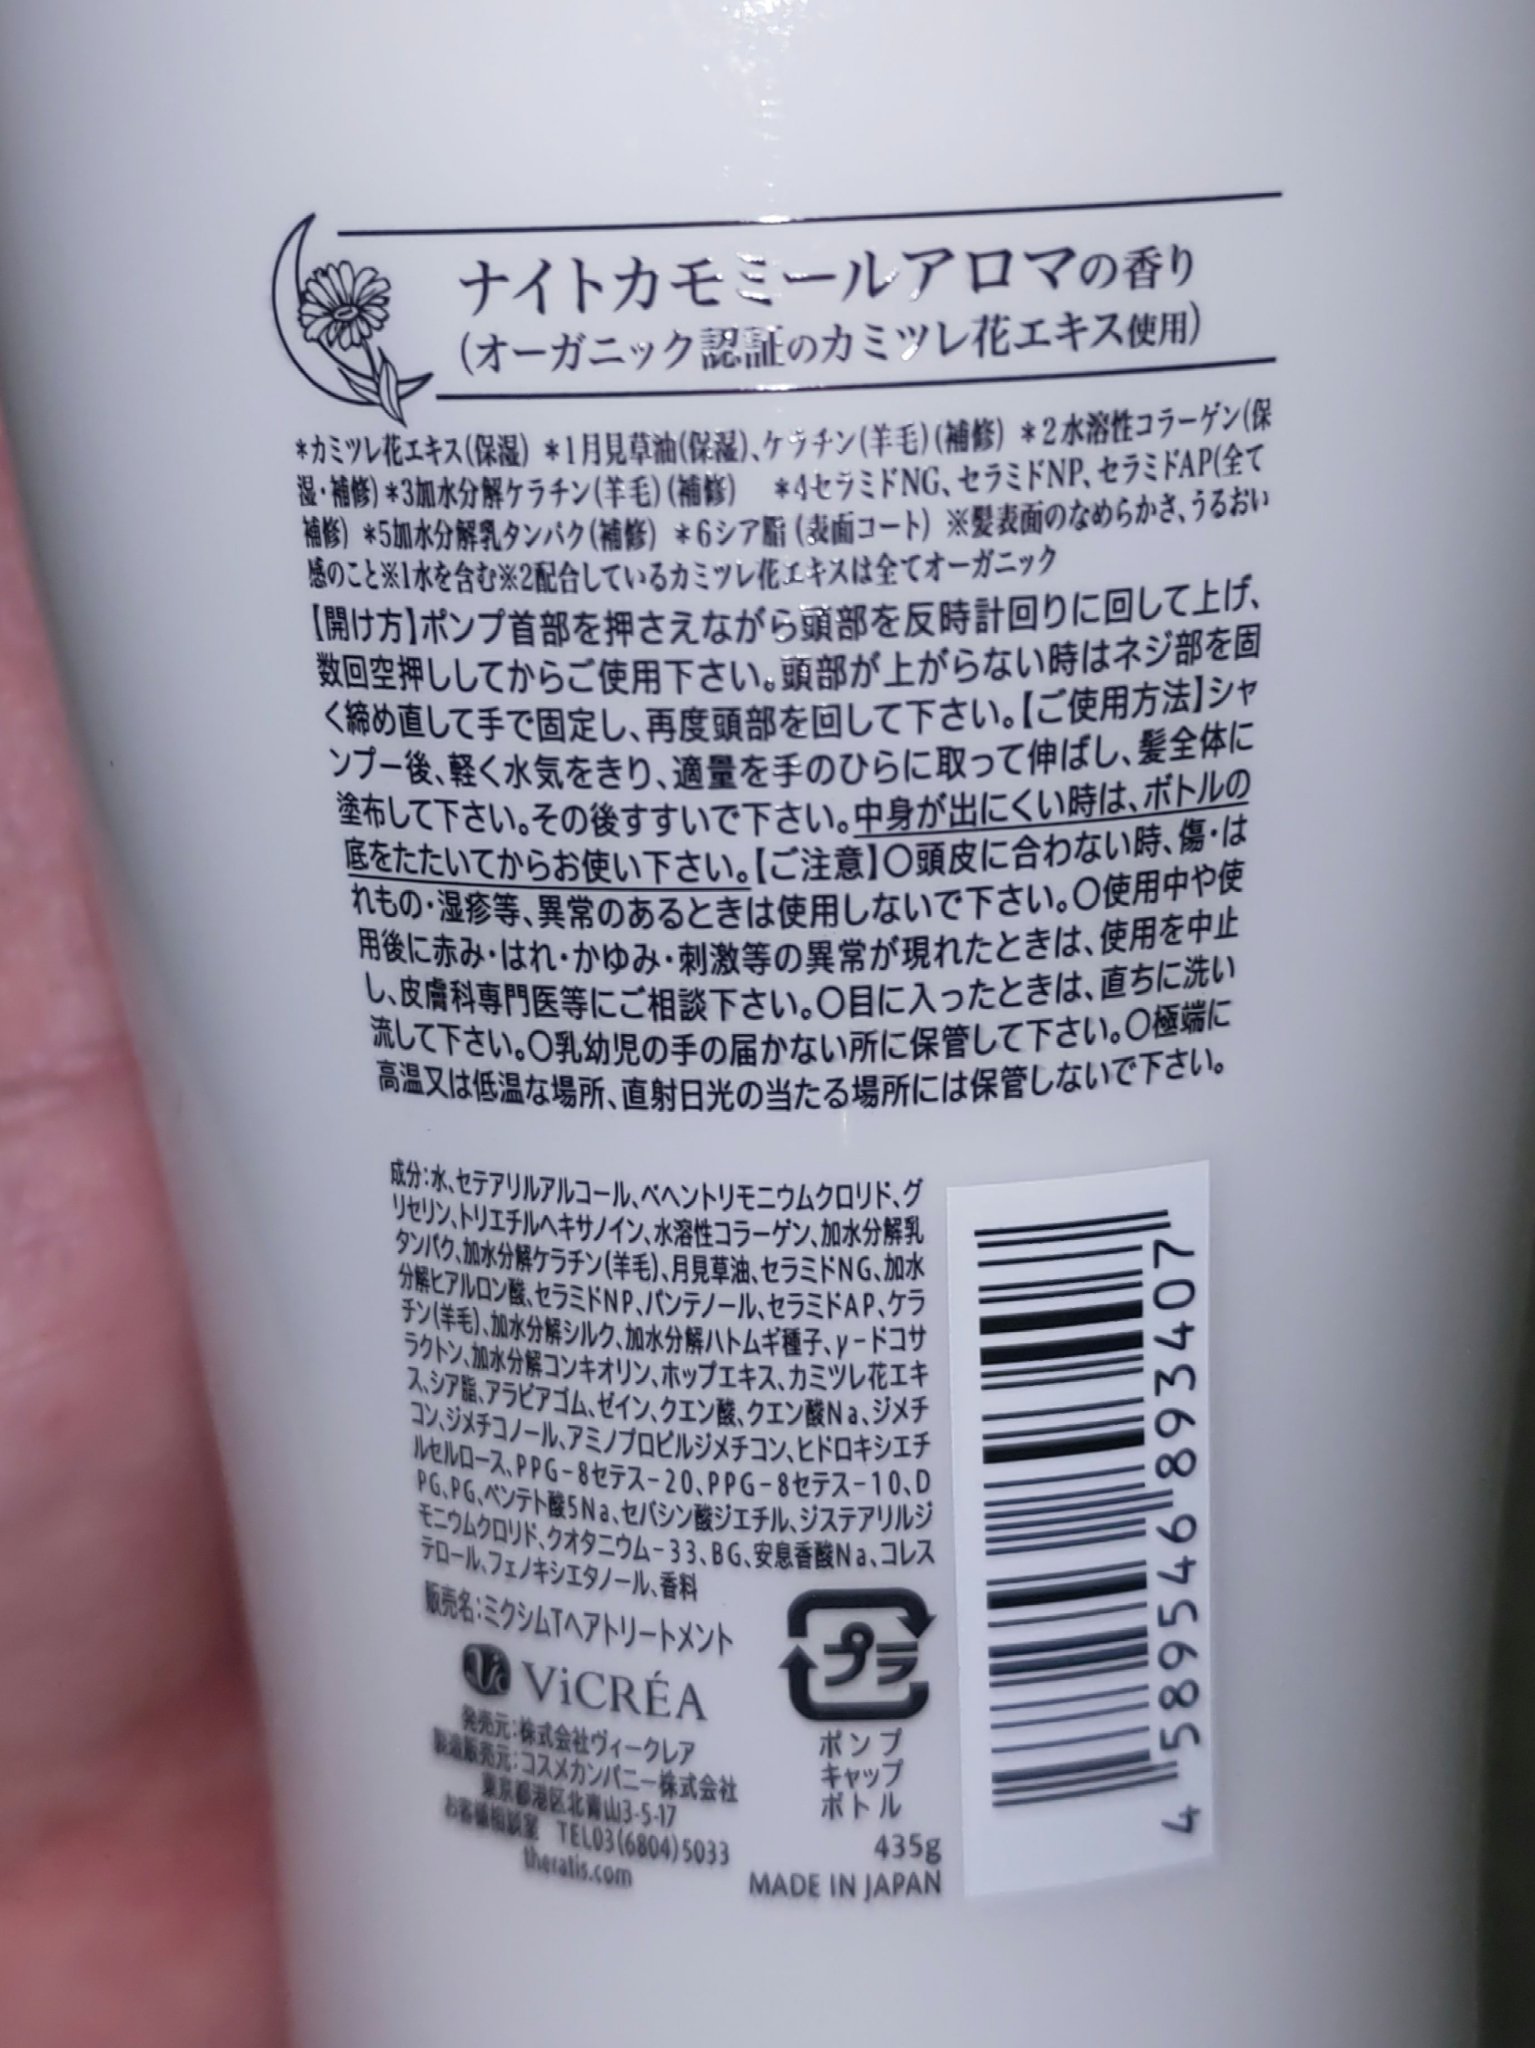 ナイトカモミールアロマの香り
(オーガニック認証のカミツレ花エキス使用)
*カミツレ花エキス(保湿) *1月見草油(保湿)、ケラチン(羊毛)(補修) *2水溶性コラーゲン(保
湿・補修)*3加水分解ケラチン(羊毛)(補修) *4セラミドNG、セラミドNP、セラミドAP(全て
補修) *5加水分解乳タンパク(補修) *6シア脂(表面コート) ※髪表面のなめらかさ、うるおい
感のこと※1水を含む※2配合しているカミツレ花エキスは全てオーガニック
【開け方】ポンプ首部を押さえながら頭部を反時計回りに回して上げ、
数回空押ししてからご使用下さい。頭部が上がらない時はネジ部を固
く締め直して手で固定し、再度頭部を回して下さい。【ご使用方法】シャ
ンプー後、軽く水気をきり、適量を手のひらに取って伸ばし、髪全体に
塗布して下さい。その後すすいで下さい。中身が出にくい時は、ボトルの
底をたたいてからお使い下さい。【ご注意】〇頭皮に合わない時、傷・は
れもの・湿疹等、異常のあるときは使用しないで下さい。〇使用中や使
用後に赤み・はれ・かゆみ・刺激等の異常が現れたときは、使用を中止
し、皮膚科専門医等にご相談下さい。〇目に入ったときは、直ちに洗い
流して下さい。〇乳幼児の手の届かない所に保管して下さい。〇極端に
高温又は低温な場所、直射日光の当たる場所には保管しないで下さい。
成分:水、セテアリルアルコール、ベヘントリモニウムクロリド、グ
リセリン、トリエチルヘキサノイン、水溶性コラーゲン、加水分解乳
タンパク、加水分解ケラチン(羊毛)、月見草油、セラミドNG、加水
分解ヒアルロン酸、セラミドNP、パンテノール、セラミドAP、ケラ
チン(羊毛)、加水分解シルク、加水分解ハトムギ種子、γ-ドコサ
ラクトン、加水分解コンキオリン、ホップエキス、カミツレ花エキ
ス、シア脂、アラビアゴム、ゼイン、クエン酸、クエン酸Na、ジメチ
コン、ジメチコノール、アミノプロピルジメチコン、ヒドロキシエチ
ルセルロース、PPG-8セテス-20、PPG-8セテス-10、D
PG、PG、ペンテト酸5Na、セバシン酸ジエチル、ジステアリルジ
モニウムクロリド、クオタニウム-33、BG、安息香酸Na、コレス
テロール、フェノキシエタノール、香料
販売名:ミクシムTヘアトリートメント
ViCRÉA
発売元:株式会社ヴィークレア
製造販売元:コスメカンパニー株式会社
東京都港区北青山3-5-17
お客様相談室 TEL03(6804)5033
theratis.com
プラ
ポンプ
キャップ
ボトル
435g
MADE IN JAPAN
4 589546 893407